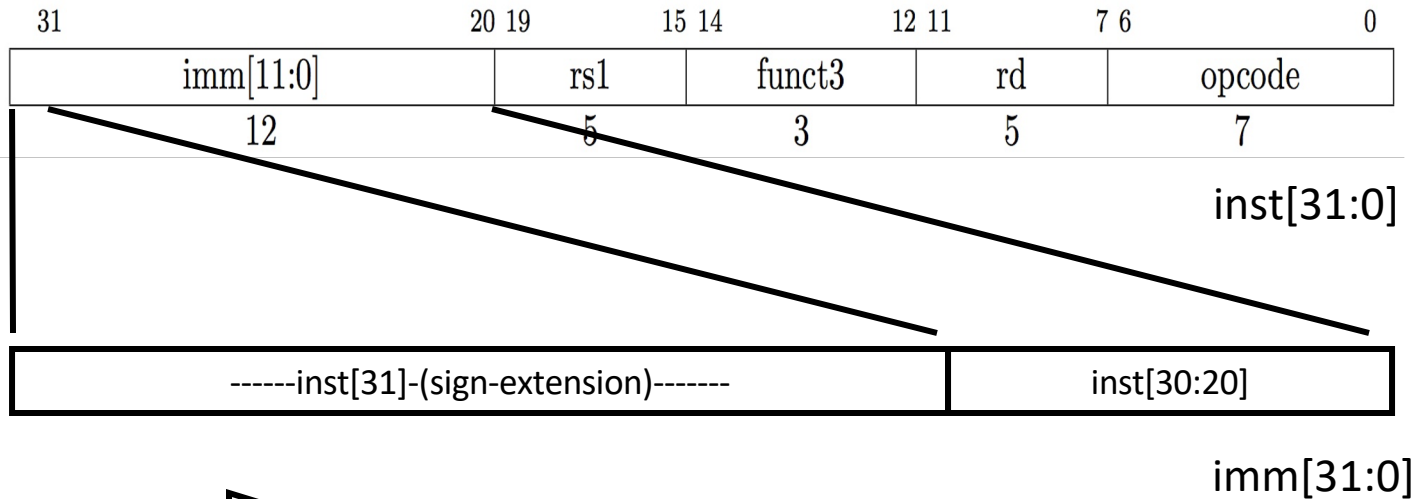 31 20 19 15 14 12 11 7 6 0
imm[11:0] rs1 funct3 rd opcode
12 5 3 5 7
inst[31:0]
------inst[31]-(sign-extension)-------  inst[30:20]
imm[31:0]